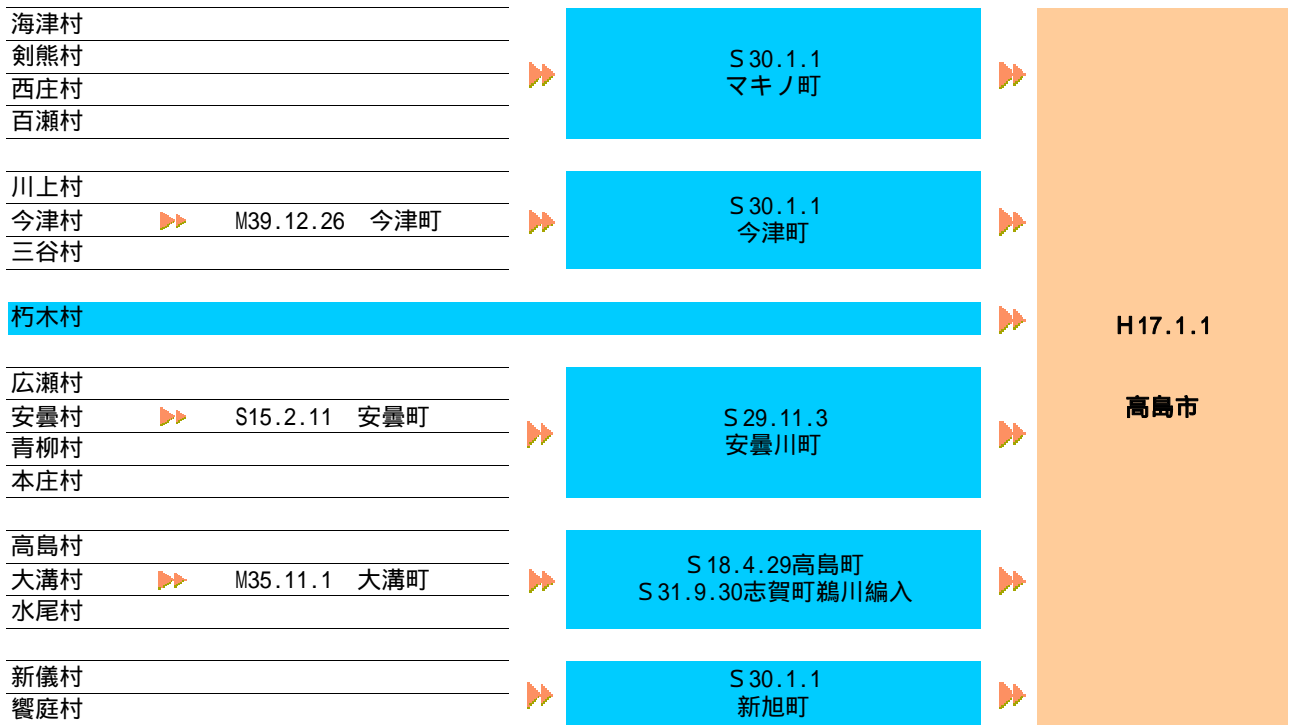 海津村
剣熊村
西庄村
百瀬村
S30.1.1
マキノ町
川上村
今津村 M39.12.26 今津町
三谷村
S30.1.1
今津町
朽木村
広瀬村
安曇村 S15.2.11 安曇町
青柳村
本庄村
S29.11.3
安曇川町
高島村
大溝村 M35.11.1 大溝町
水尾村
S18.4.29高島町
S31.9.30志賀町鵜川編入
新儀村
饗庭村
S30.1.1
新旭町
H17.1.1
高島市